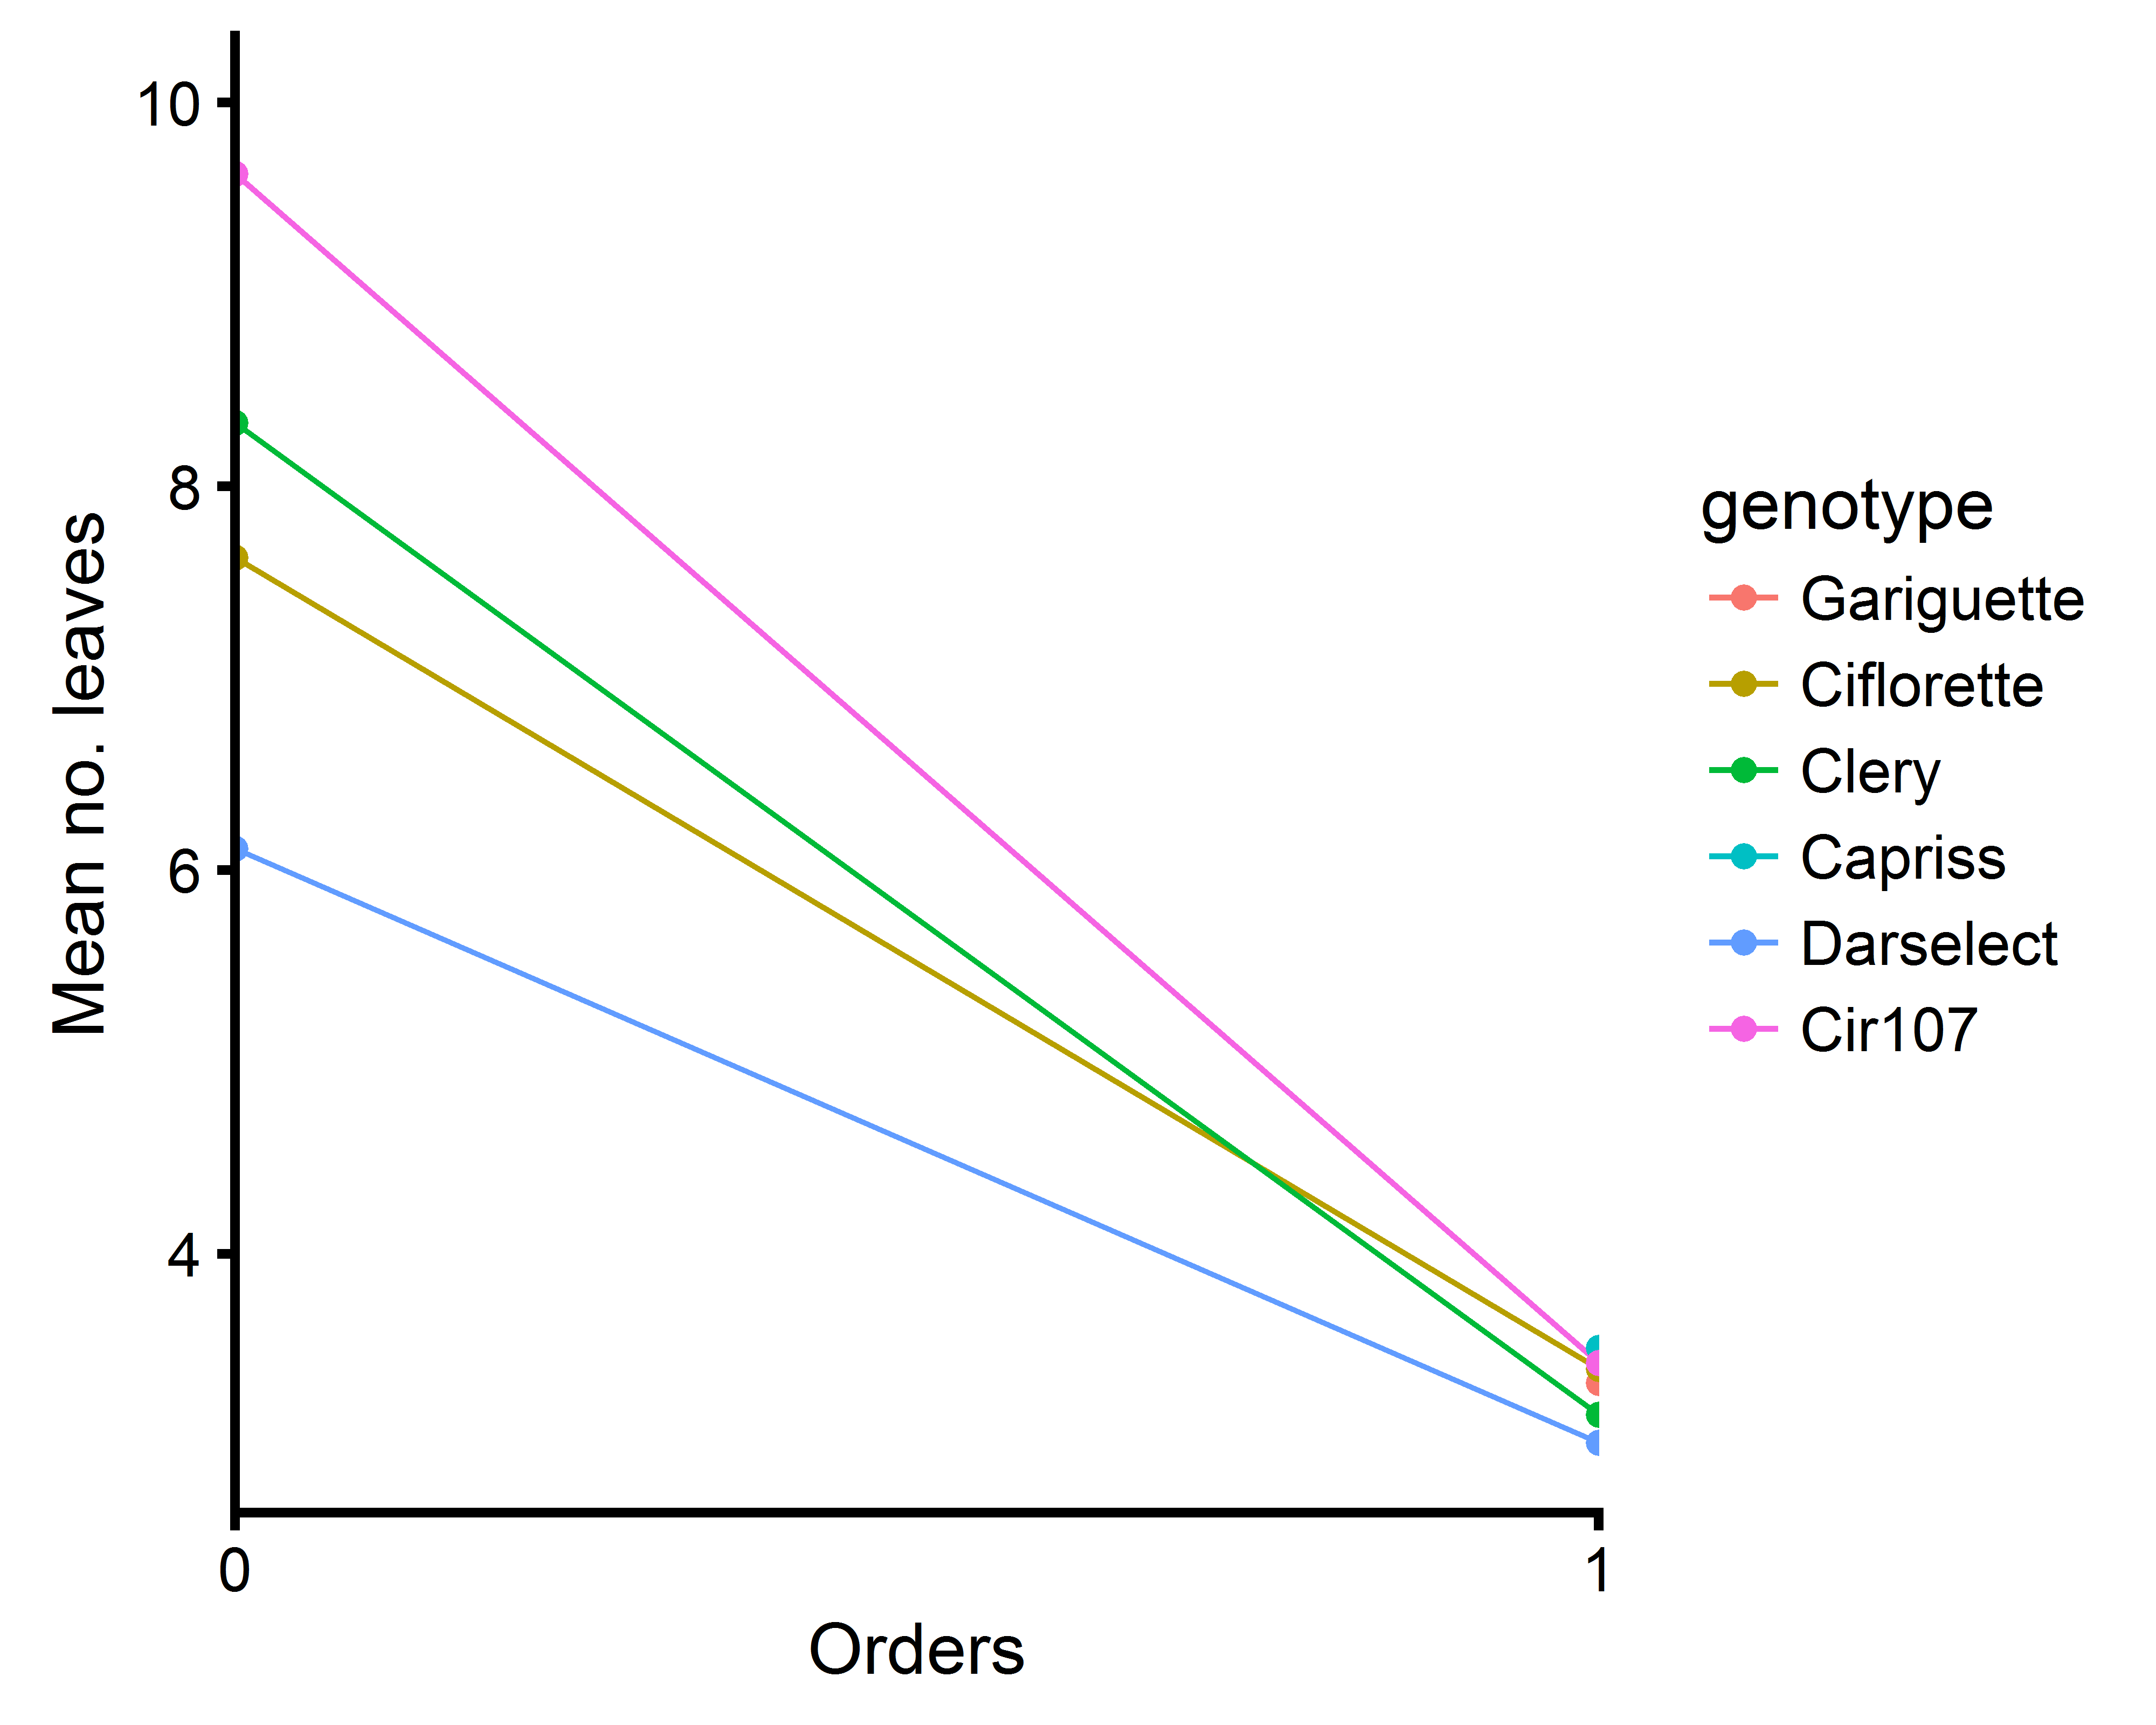 10
8
6
4
Mean no. leaves
0
1
Orders
genotype
Gariguette
Ciflorette
Clery
Capriss
Darselect
Cir107